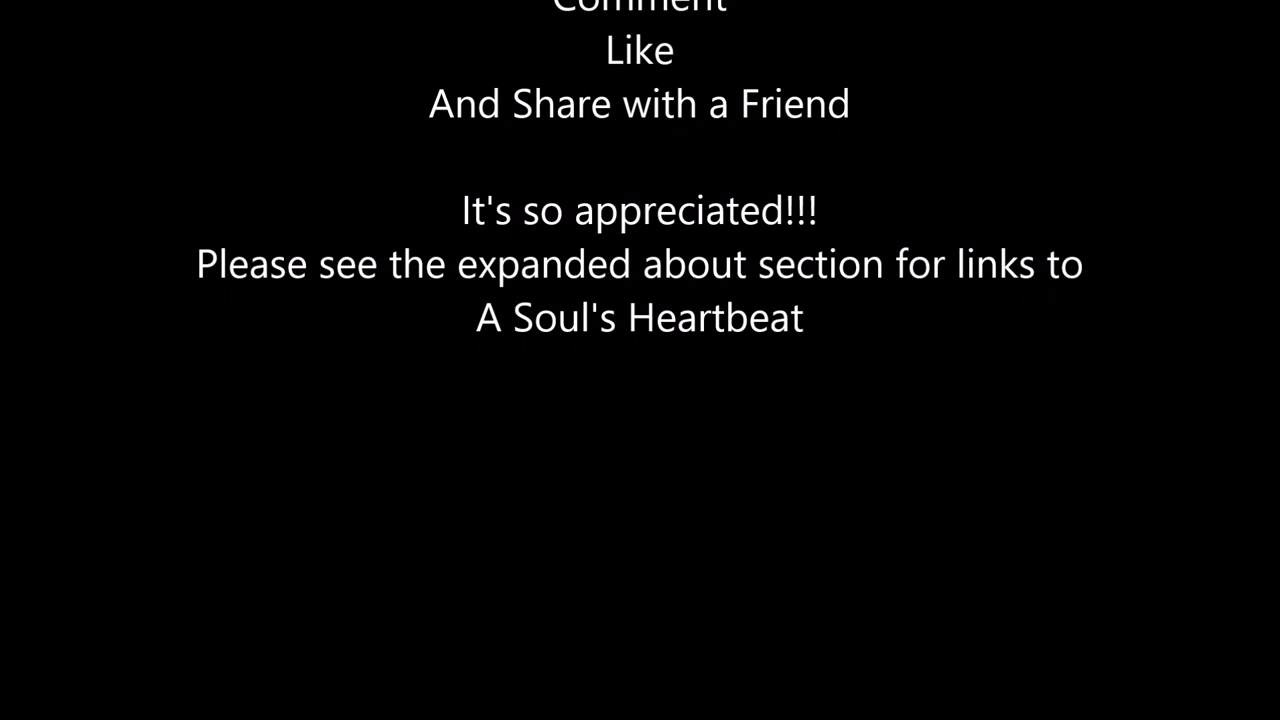 Comment
Like
And Share with a Friend
It's so appreciated!!!
Please see the expanded about section for links to
A Soul's Heartbeat